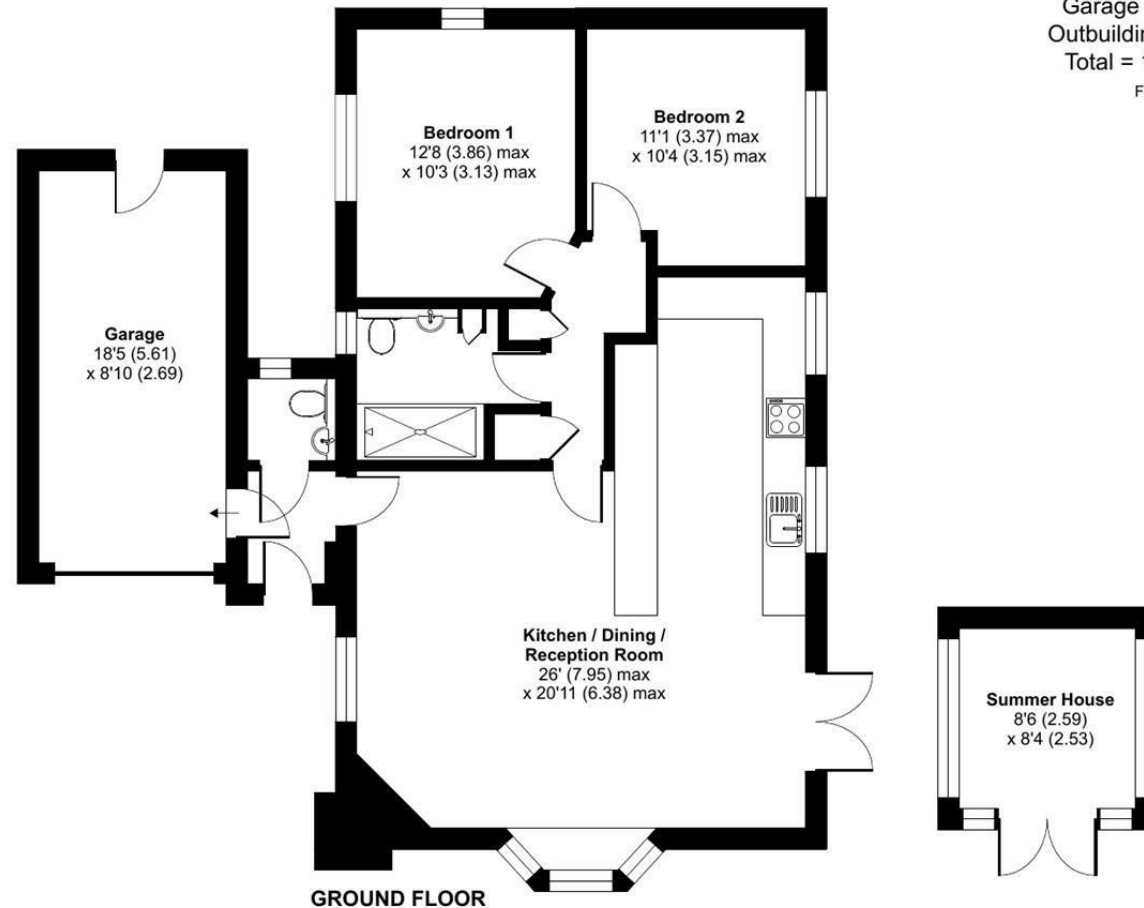 Garage
Outbuildin
Total =
F
Bedroom 1
12'8 (3.86) max
x 10'3 (3.13) max
Bedroom 2
11'1 (3.37) max
x 10'4 (3.15) max
Garage
18'5 (5.61)
x 8'10 (2.69)
Kitchen / Dining /
Reception Room
26' (7.95) max
x 20'11 (6.38) max
Summer House
8'6 (2.59)
x 8'4 (2.53)
GROUND FLOOR